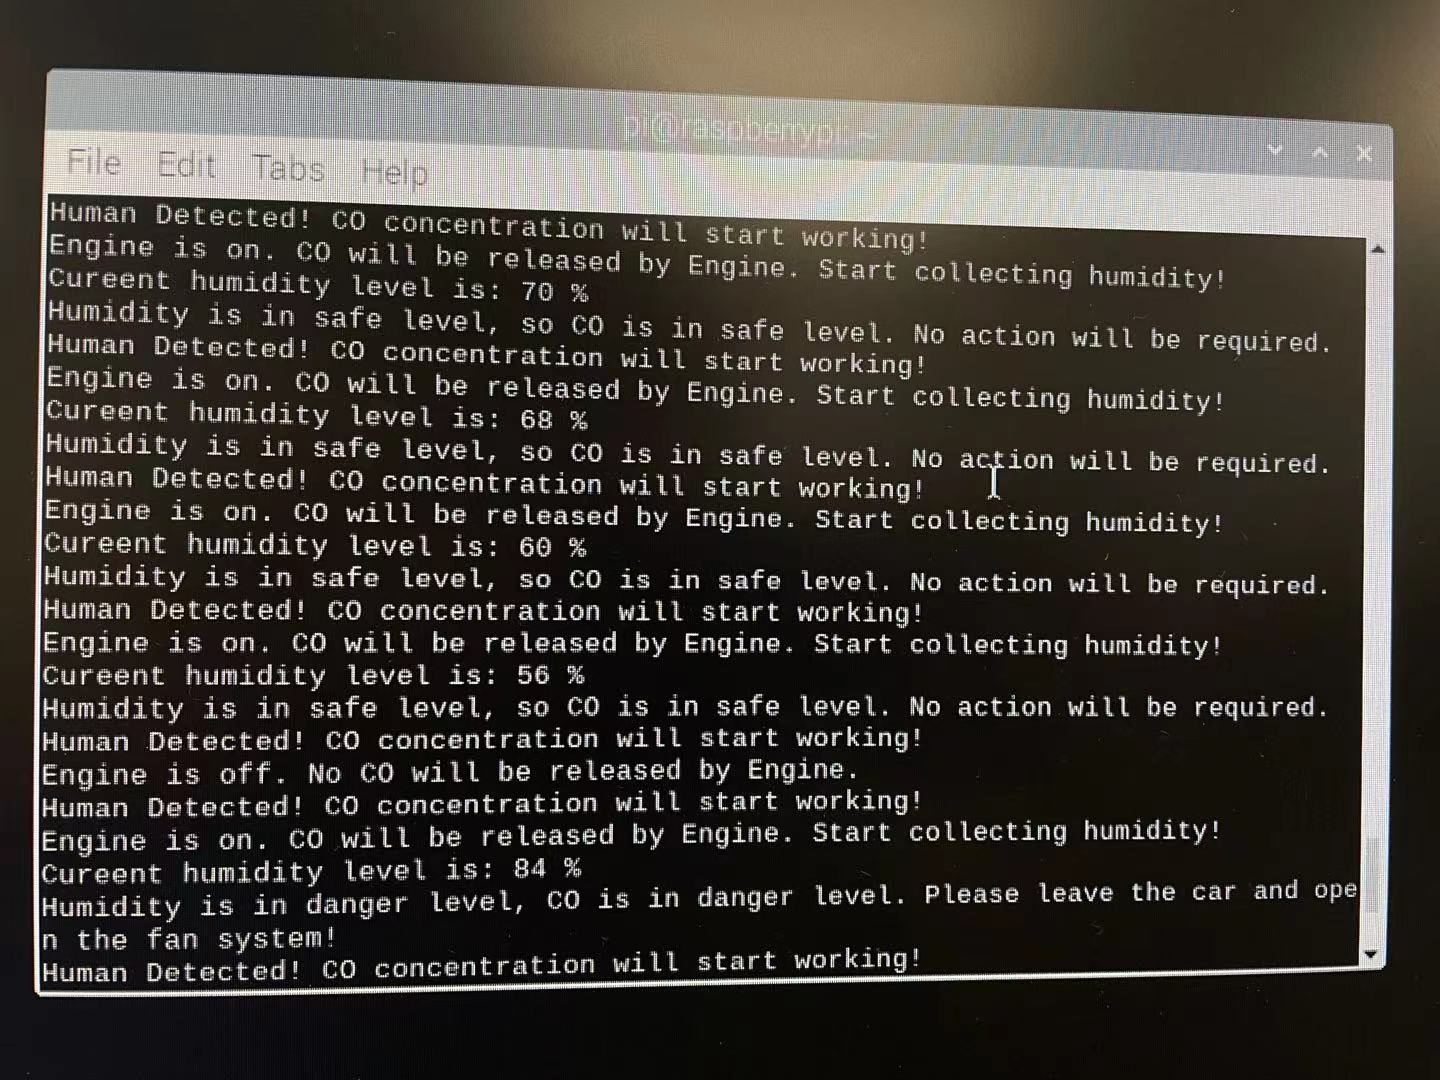 pi@raspberrypi: ~
File Edit Tabs Help
Human Detected! CO concentration will start working!
Engine is on. CO will be released by Engine. Start collecting humidity!
Cureent humidity level is: 70 %
Humidity is in safe level, so CO is in safe level. No action will be required.
Human Detected! CO concentration will start working!
Engine is on. CO will be released by Engine. Start collecting humidity!
Cureent humidity level is: 68 %
Humidity is in safe level, so CO is in safe level. No action will be required.
Human Detected! CO concentration will start working!
Engine is on. CO will be released by Engine. Start collecting humidity!
Cureent humidity level is: 60 %
Humidity is in safe level, so CO is in safe level. No action will be required.
Human Detected! CO concentration will start working!
Engine is on. CO will be released by Engine. Start collecting humidity!
Cureent humidity level is: 56 %
Humidity is in safe level, so CO is in safe level. No action will be required.
Human Detected! CO concentration will start working!
Engine is off. No CO will be released by Engine.
Human Detected! CO concentration will start working!
Engine is on. CO will be released by Engine. Start collecting humidity!
Cureent humidity level is: 84 %
Humidity is in danger level, CO is in danger level. Please leave the car and ope
n the fan system!
Human Detected! CO concentration will start working!